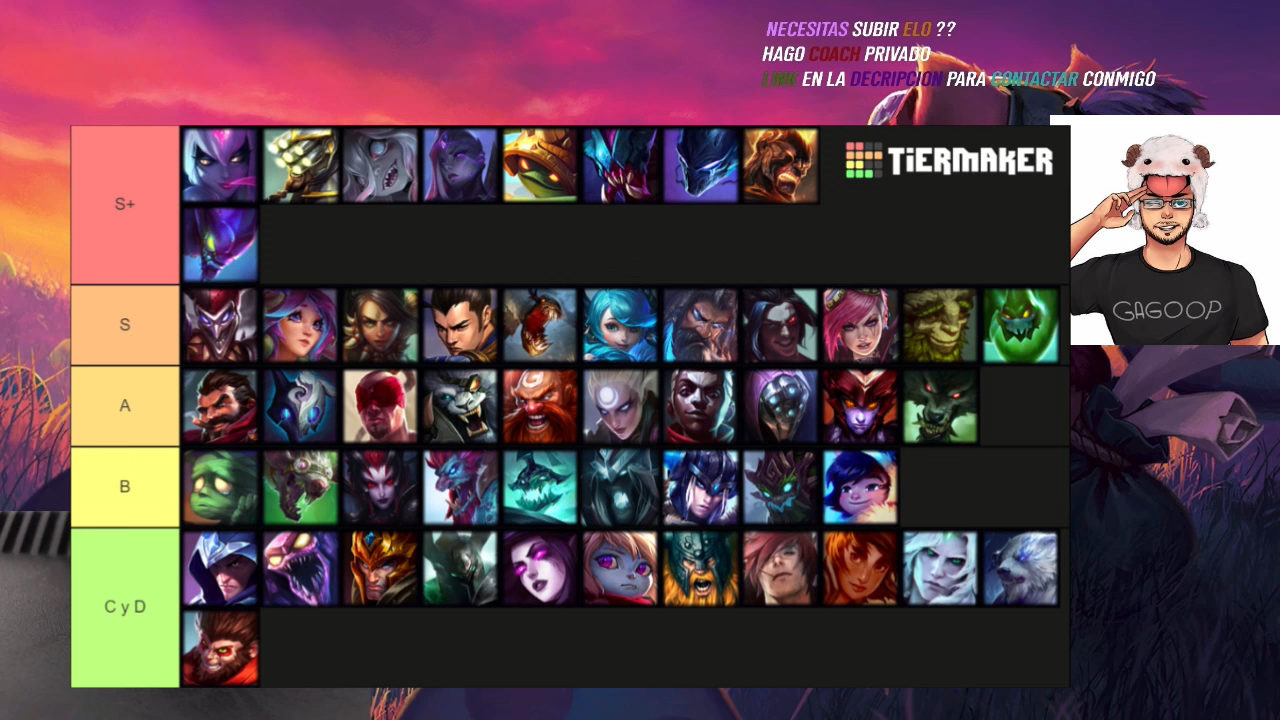 NECESITAS SUBIR ELO ??
HAGO COACH PRIVADO
LINK EN LA DECRIPCION PARA CONTACTAR CONMIGO
TiERMAKER
GAGOOP
S+
S
A
B
C y D